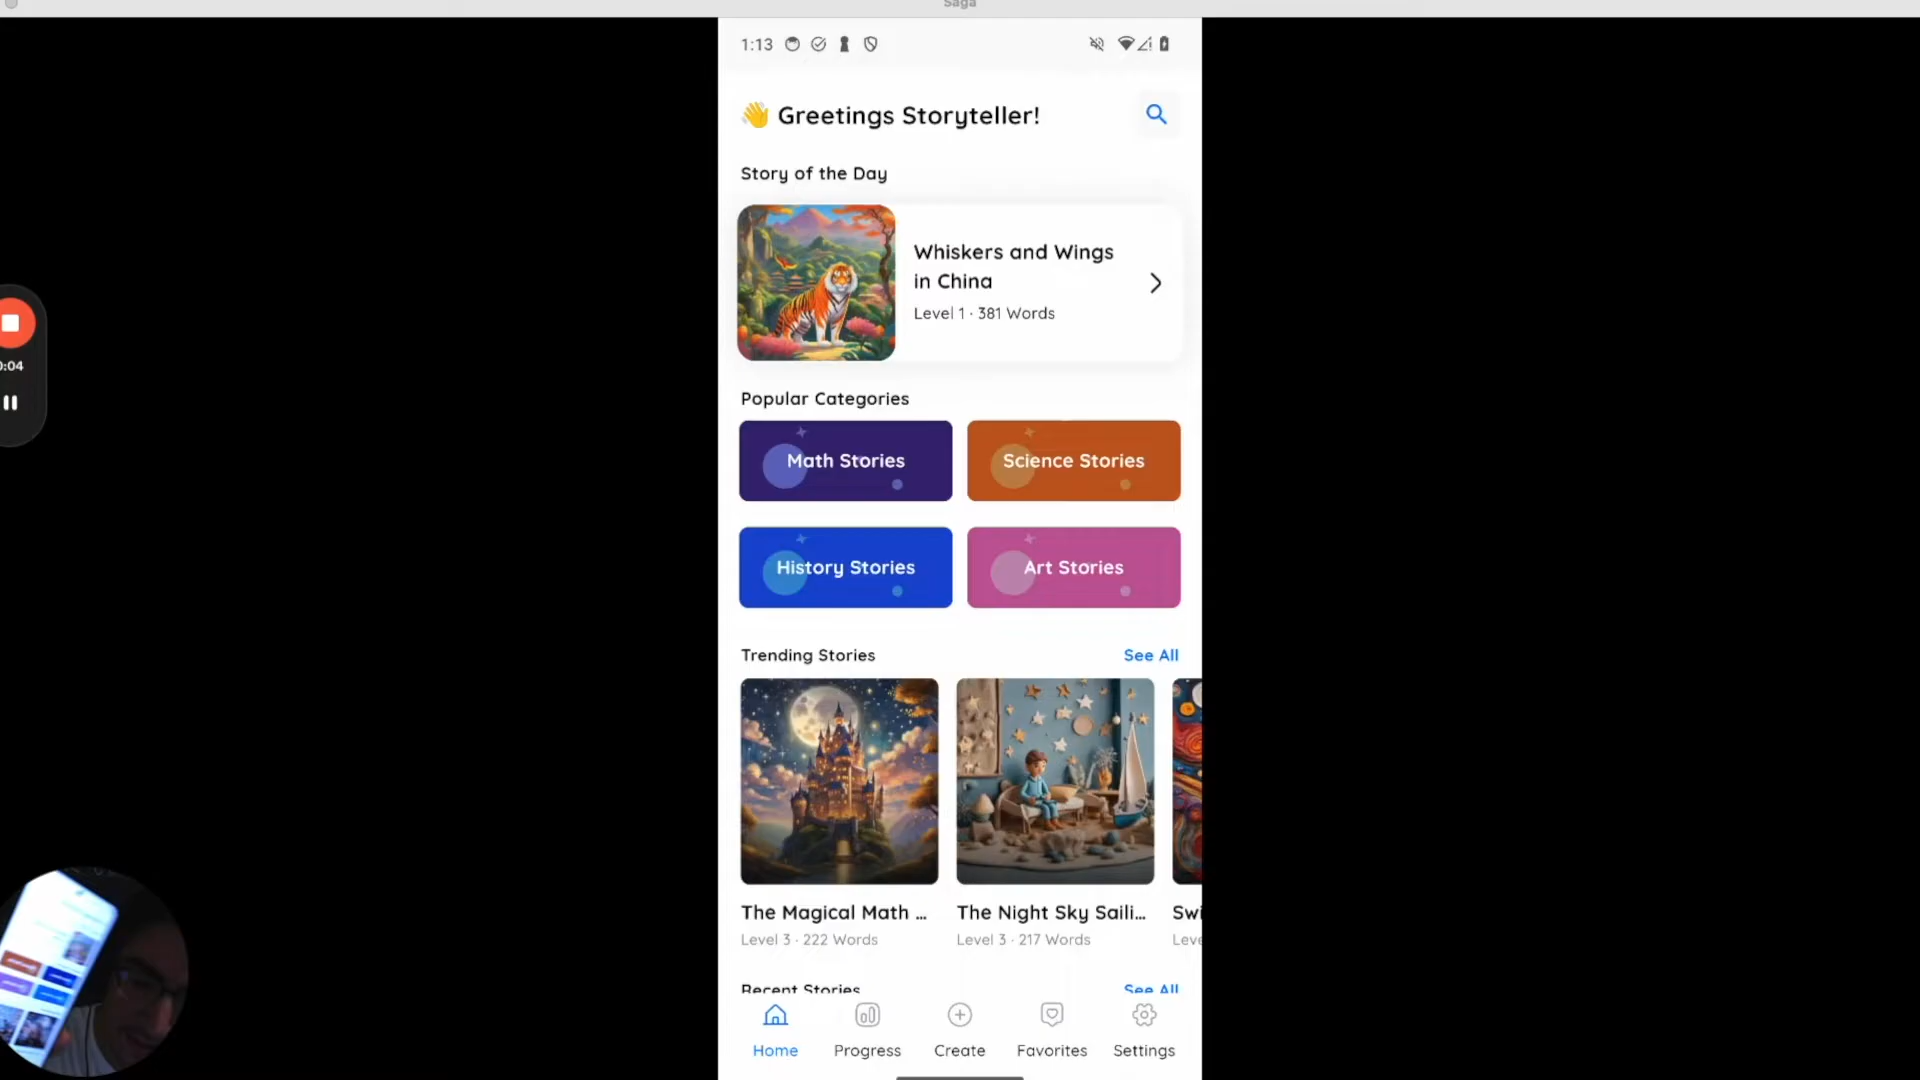 Saga
1:13
👋 Greetings Storyteller!
Story of the Day
Whiskers and Wings
in China
Level 1 · 381 Words
0:04
Popular Categories
Math Stories
Science Stories
History Stories
Art Stories
Trending Stories
See All
The Magical Math ...
The Night Sky Saili...
Swi
Level 3 · 222 Words
Level 3 · 217 Words
Leve
Recent Stories
See All
Home
Progress
Create
Favorites
Settings